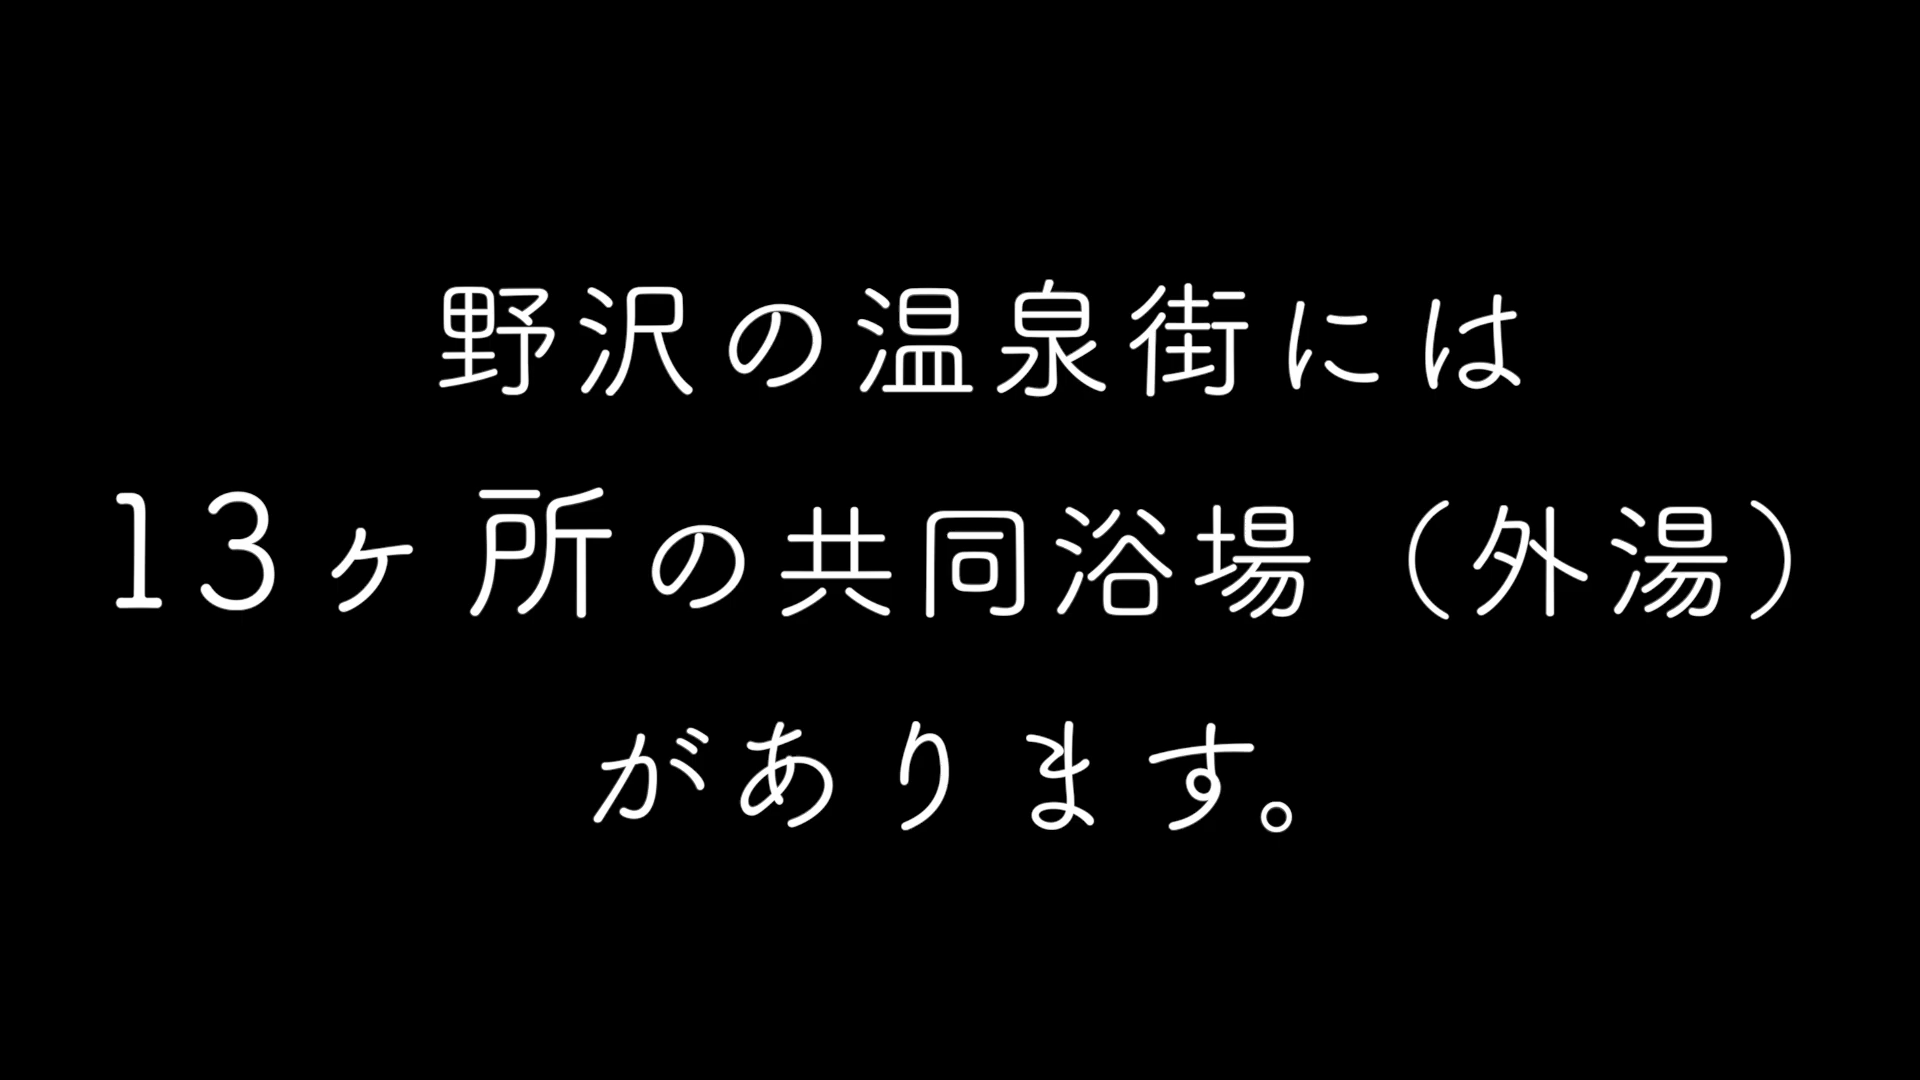 野沢の温泉街には
13ヶ所の共同浴場（外湯）
があります。